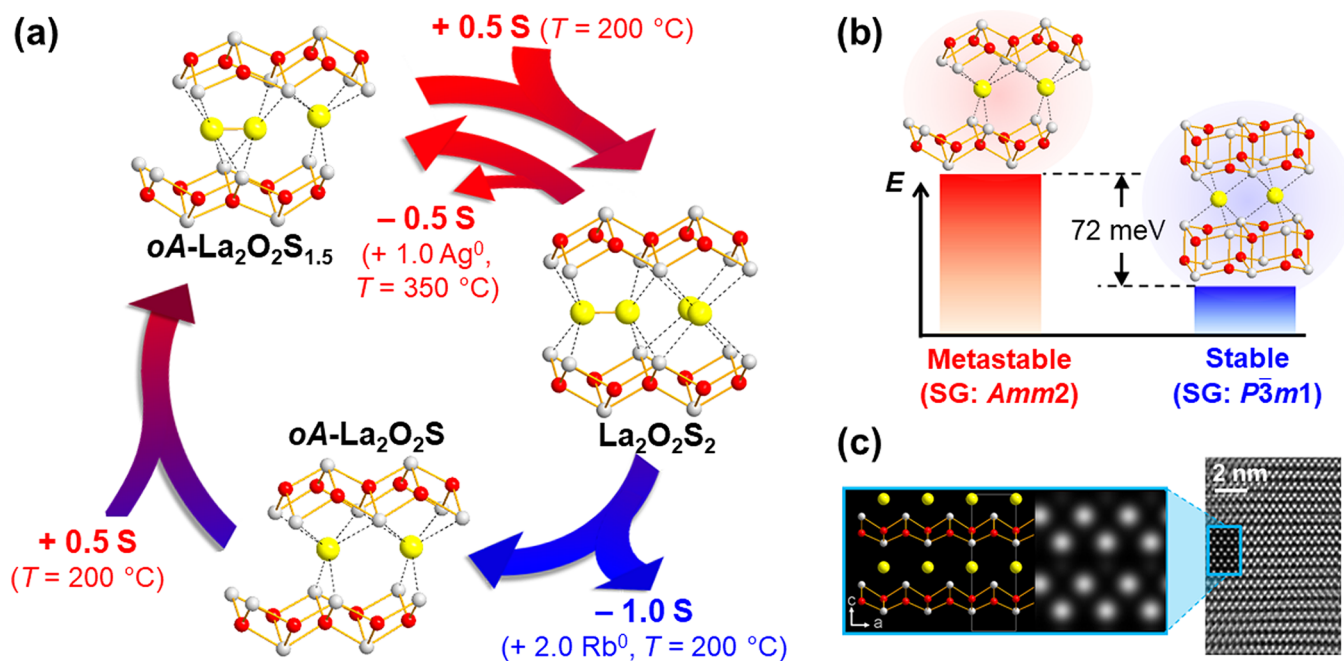 (a)
+ 0.5 S (T = 200 °C)
– 0.5 S
(+ 1.0 Ag⁰,
T = 350 °C)
oA-La₂O₂S₁.₅
La₂O₂S₂
oA-La₂O₂S
+ 0.5 S
(T = 200 °C)
– 1.0 S
(+ 2.0 Rb⁰, T = 200 °C)
(b)
E
72 meV
Metastable
(SG: Amm2)
Stable
(SG: P3̅m1)
(c)
2 nm
c
a